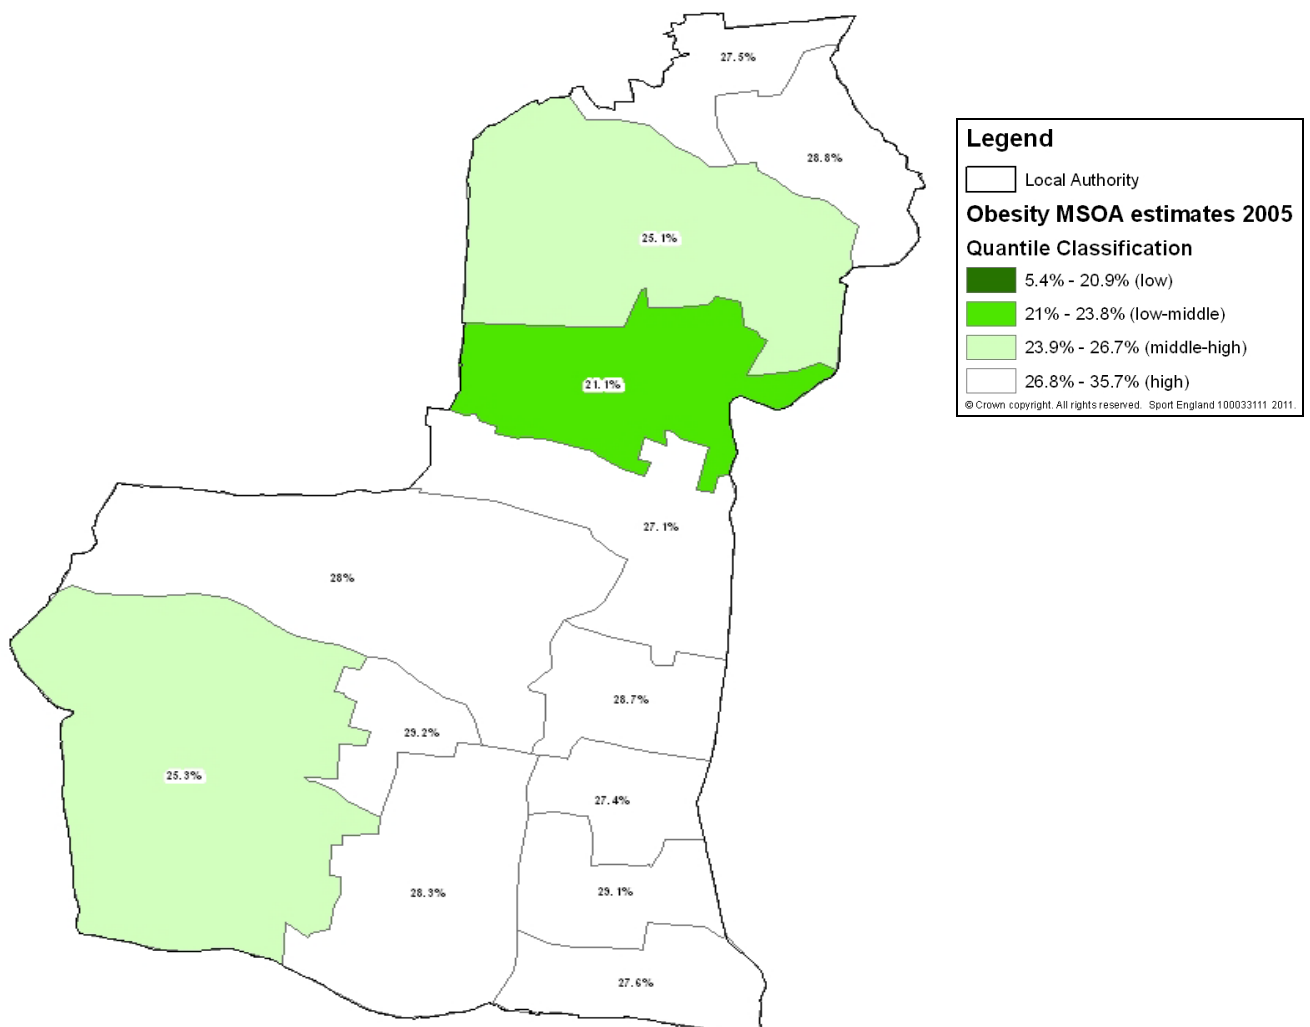 27.5%
28.8%
25.1%
21.1%
27.1%
28%
28.7%
29.2%
25.3%
27.4%
28.3%
29.1%
27.6%
Legend
Local Authority
Obesity MSOA estimates 2005
Quantile Classification
5.4% - 20.9% (low)
21% - 23.8% (low-middle)
23.9% - 26.7% (middle-high)
26.8% - 35.7% (high)
© Crown copyright. All rights reserved. Sport England 100033111 2011.